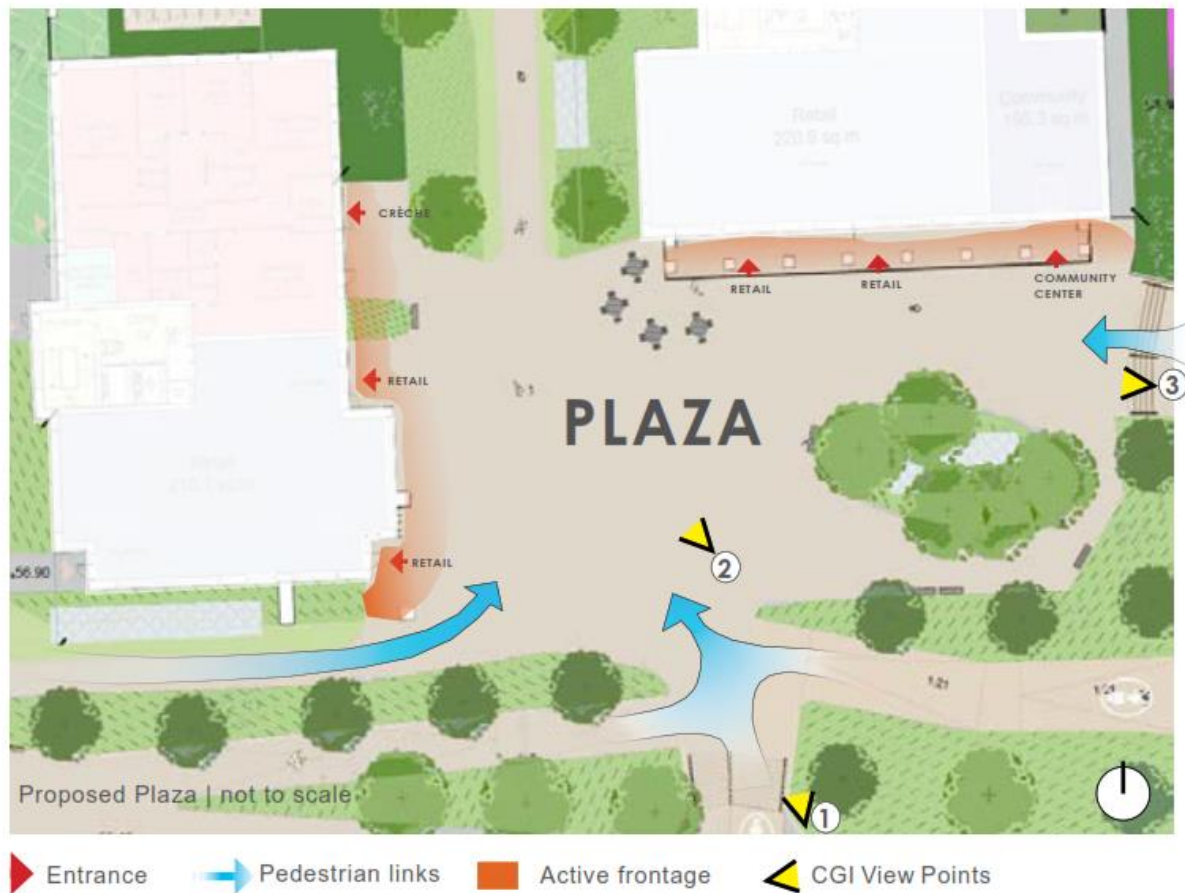 Retail
220.9 sq.m
Community
CRÈCHE
RETAIL
RETAIL
COMMUNITY
CENTER
RETAIL
3
PLAZA
RETAIL
56.90
2
1:21
Proposed Plaza | not to scale
1
Entrance
Pedestrian links
Active frontage
CGI View Points